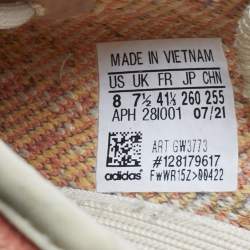 MADE IN VIETNAM
US UK FR JP CHN
8 7½ 41⅓ 260 255
APH 28I001 07/21
ART GW3773
#128179617
adidas FwWR15Z>00422